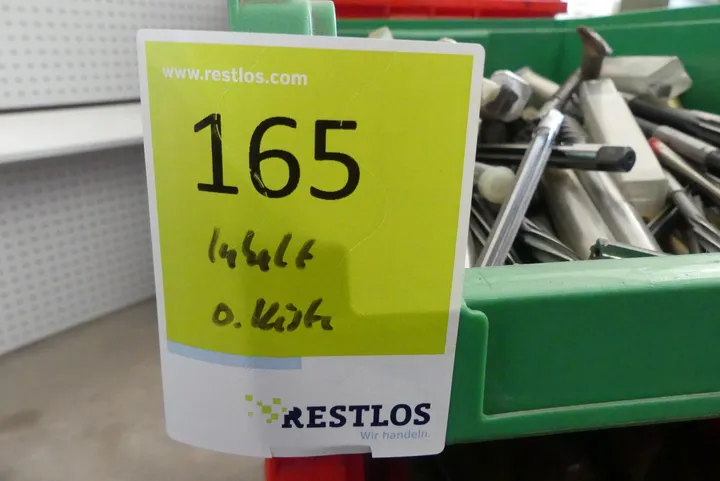 www.restlos.com
165
Inhalt
o. Kiste
RESTLOS
Wir handeln.